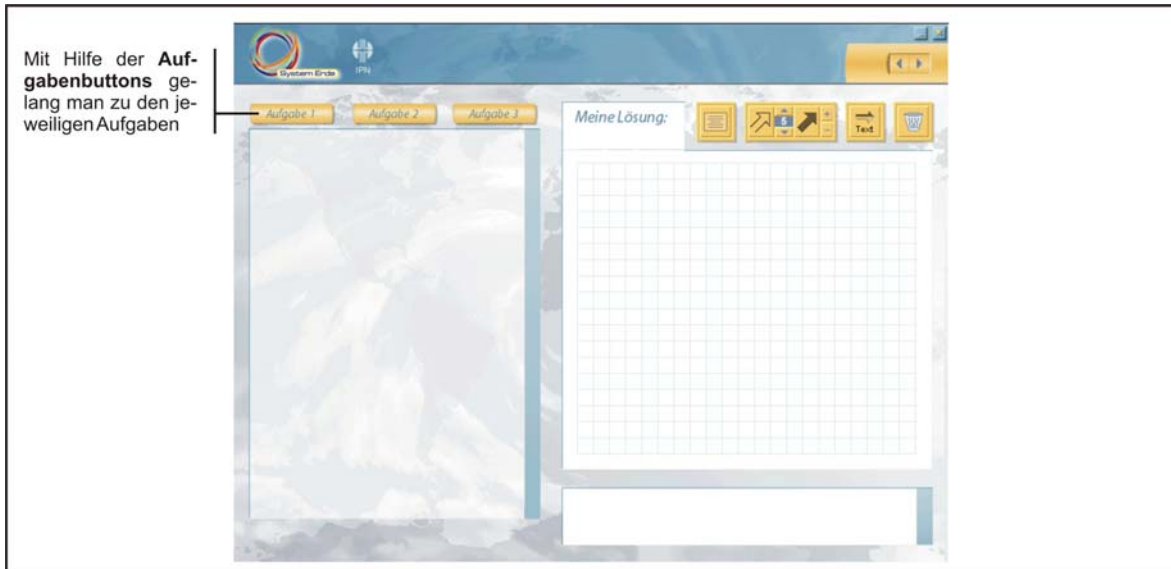 Mit Hilfe der Auf-
gabenbuttons ge-
lang man zu den je-
weiligen Aufgaben
System Erde
IPN
Aufgabe 1 Aufgabe 2 Aufgabe 3
Meine Lösung:
5
Text